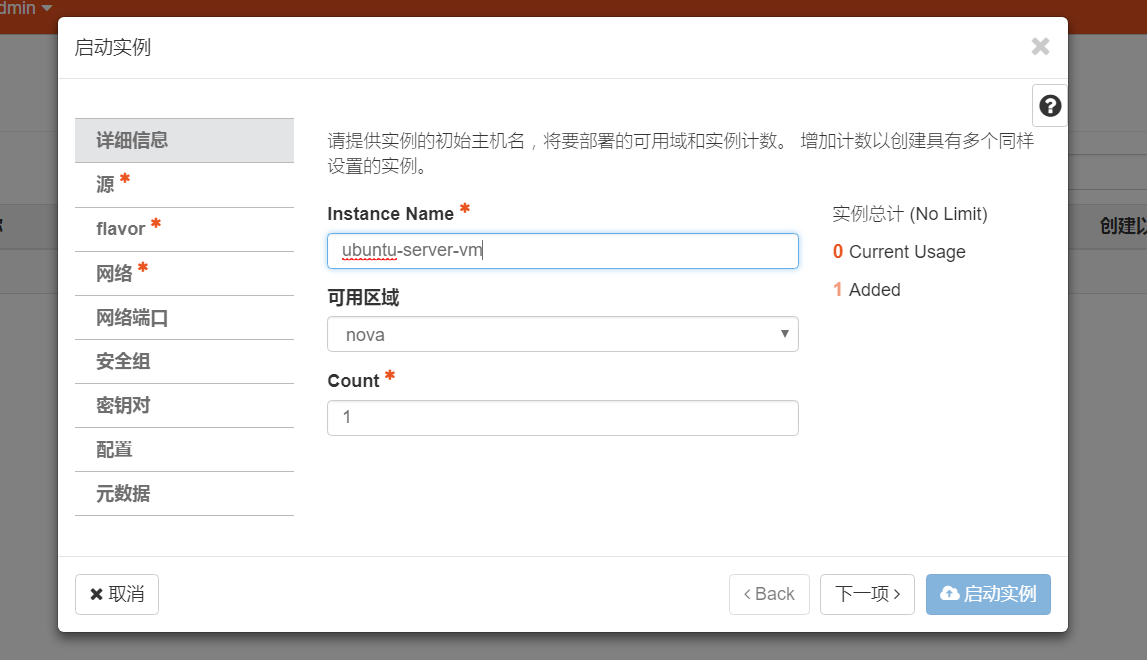 dmin
启动实例
详细信息
源 *
flavor *
网络 *
网络端口
安全组
密钥对
配置
元数据
请提供实例的初始主机名，将要部署的可用域和实例计数。 增加计数以创建具有多个同样
设置的实例。
Instance Name *
ubuntu-server-vm
可用区域
nova
Count *
1
实例总计 (No Limit)
0 Current Usage
1 Added
创建以
取消
Back
下一项
启动实例